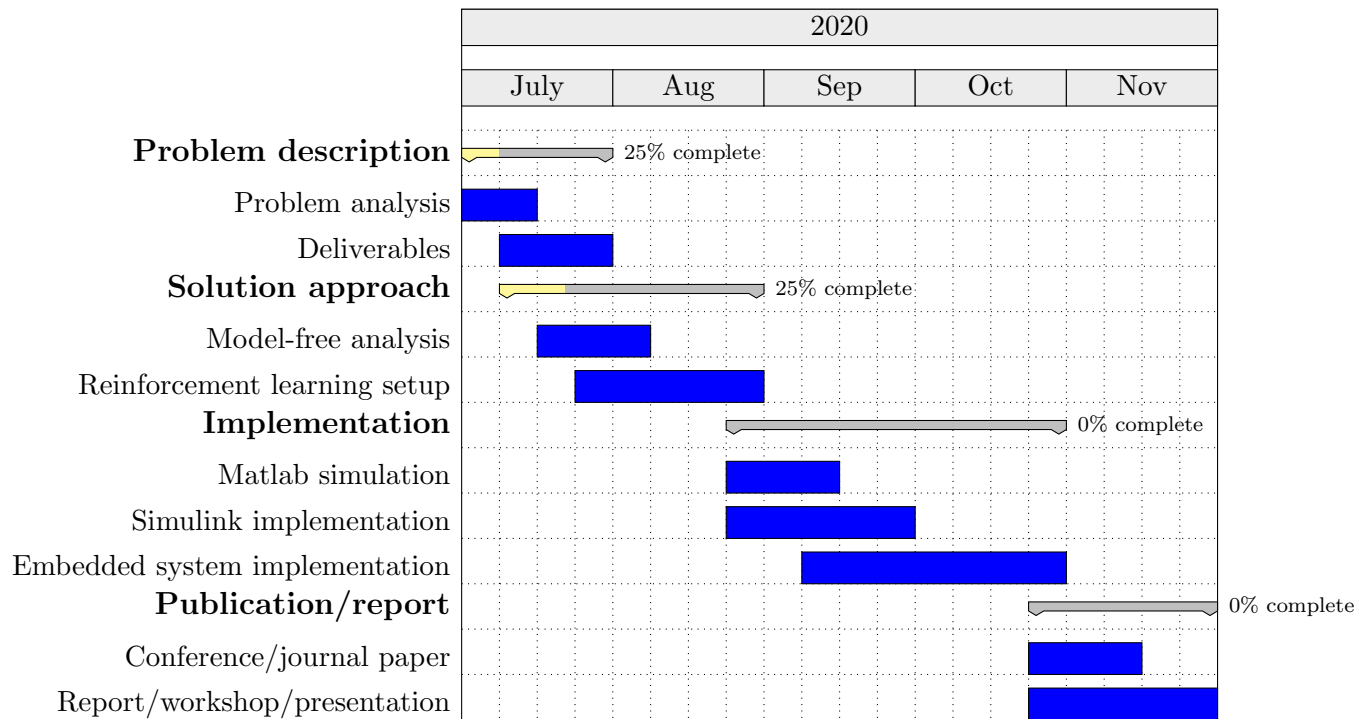 2020
July Aug Sep Oct Nov
Problem description 25% complete
Problem analysis
Deliverables
Solution approach 25% complete
Model-free analysis
Reinforcement learning setup
Implementation 0% complete
Matlab simulation
Simulink implementation
Embedded system implementation
Publication/report 0% complete
Conference/journal paper
Report/workshop/presentation